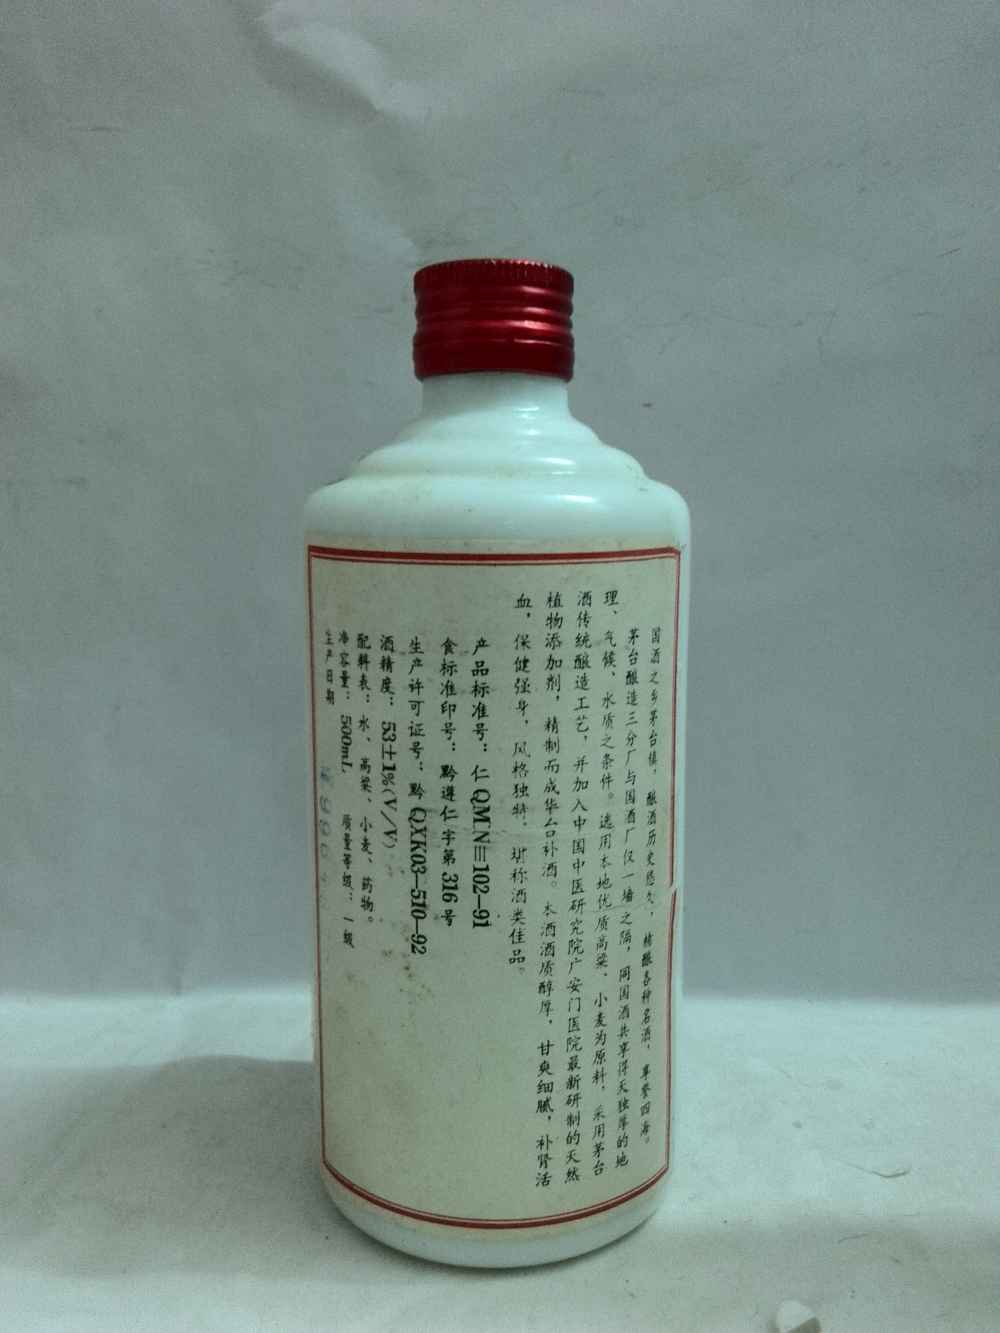 国酒之乡茅台镇，酿酒历史悠久，精酿各种名酒，享誉四海。
茅台酿造三分厂与国酒厂仅一墙之隔，同国酒共享得天独厚的地
理、气候、水质之条件。选用本地优质高粱、小麦为原料，采用茅台
酒传统酿造工艺，并加入中国中医研究院广安门医院最新研制的天然
植物添加剂，精制而成华台补酒。本酒酒质醇厚，甘爽细腻，补肾活
血，保健强身，风格独特，堪称酒类佳品。
产品标准号：仁QMNⅢ102—91
食标准印号：黔遵仁字第316号
生产许可证号：黔QXK03—510—92
酒精度：53±1%(V/V)
配料表：水、高粱、小麦、药物。
净容量：500mL 质量等级：一级
生产日期